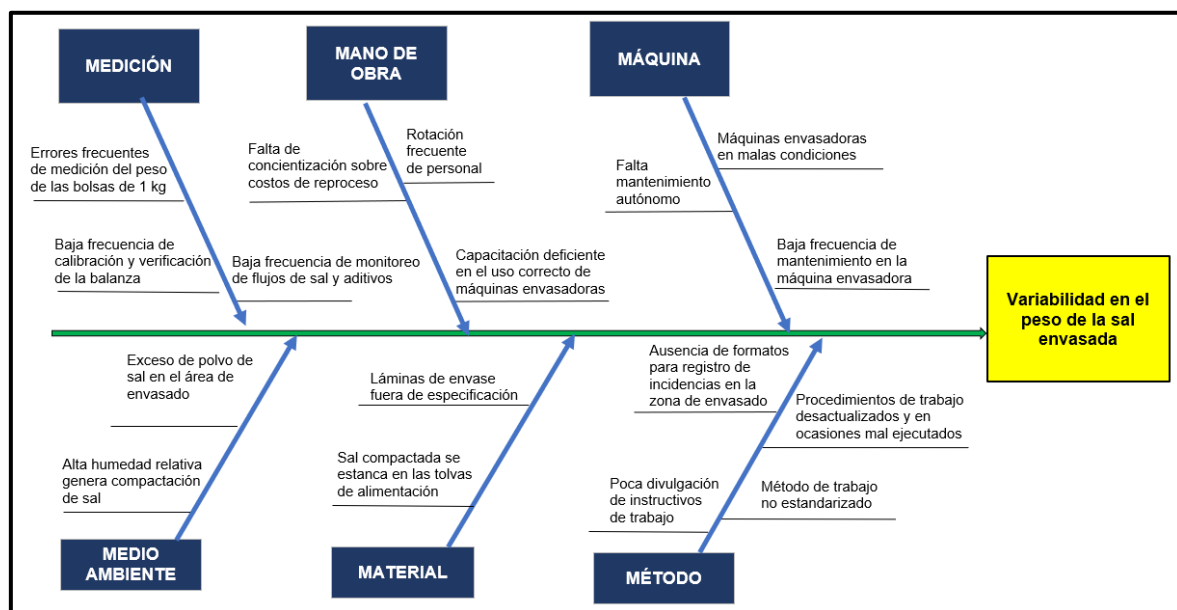 MEDICIÓN
MANO DE
OBRA
MÁQUINA
Errores frecuentes
de medición del peso
de las bolsas de 1 kg
Baja frecuencia de
calibración y verificación
de la balanza
Baja frecuencia de monitoreo
de flujos de sal y aditivos
Falta de
concientización sobre
costos de reproceso
Rotación
frecuente
de personal
Capacitación deficiente
en el uso correcto de
máquinas envasadoras
Falta
mantenimiento
autónomo
Máquinas envasadoras
en malas condiciones
Baja frecuencia de
mantenimiento en la
máquina envasadora
Variabilidad en el
peso de la sal
envasada
Exceso de polvo de
sal en el área de
envasado
Alta humedad relativa
genera compactación
de sal
Láminas de envase
fuera de especificación
Sal compactada se
estanca en las tolvas
de alimentación
Ausencia de formatos
para registro de
incidencias en la
zona de envasado
Procedimientos de trabajo
desactualizados y en
ocasiones mal ejecutados
Poca divulgación
de instructivos
de trabajo
Método de trabajo
no estandarizado
MEDIO
AMBIENTE
MATERIAL
MÉTODO